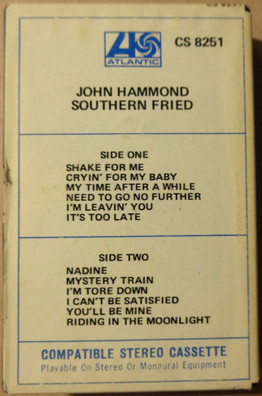 ATLANTIC
CS 8251
JOHN HAMMOND
SOUTHERN FRIED
SIDE ONE
SHAKE FOR ME
CRYIN' FOR MY BABY
MY TIME AFTER A WHILE
NEED TO GO NO FURTHER
I'M LEAVIN' YOU
IT'S TOO LATE
SIDE TWO
NADINE
MYSTERY TRAIN
I'M TORE DOWN
I CAN'T BE SATISFIED
YOU'LL BE MINE
RIDING IN THE MOONLIGHT
COMPATIBLE STEREO CASSETTE
Playable On Stereo Or Monaural Equipment